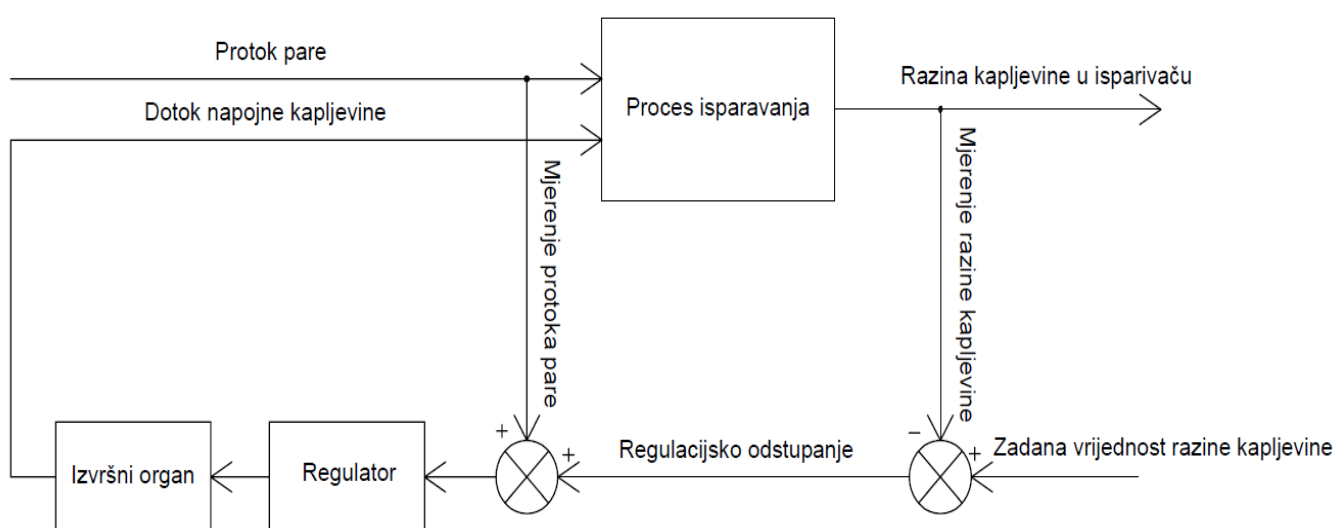 Protok pare
Dotok napojne kapljevine
Proces isparavanja
Razina kapljevine u isparivaču
Mjerenje protoka pare
Mjerenje razine kapljevine
+
+
Regulacijsko odstupanje
−
+
Zadana vrijednost razine kapljevine
Izvršni organ
Regulator